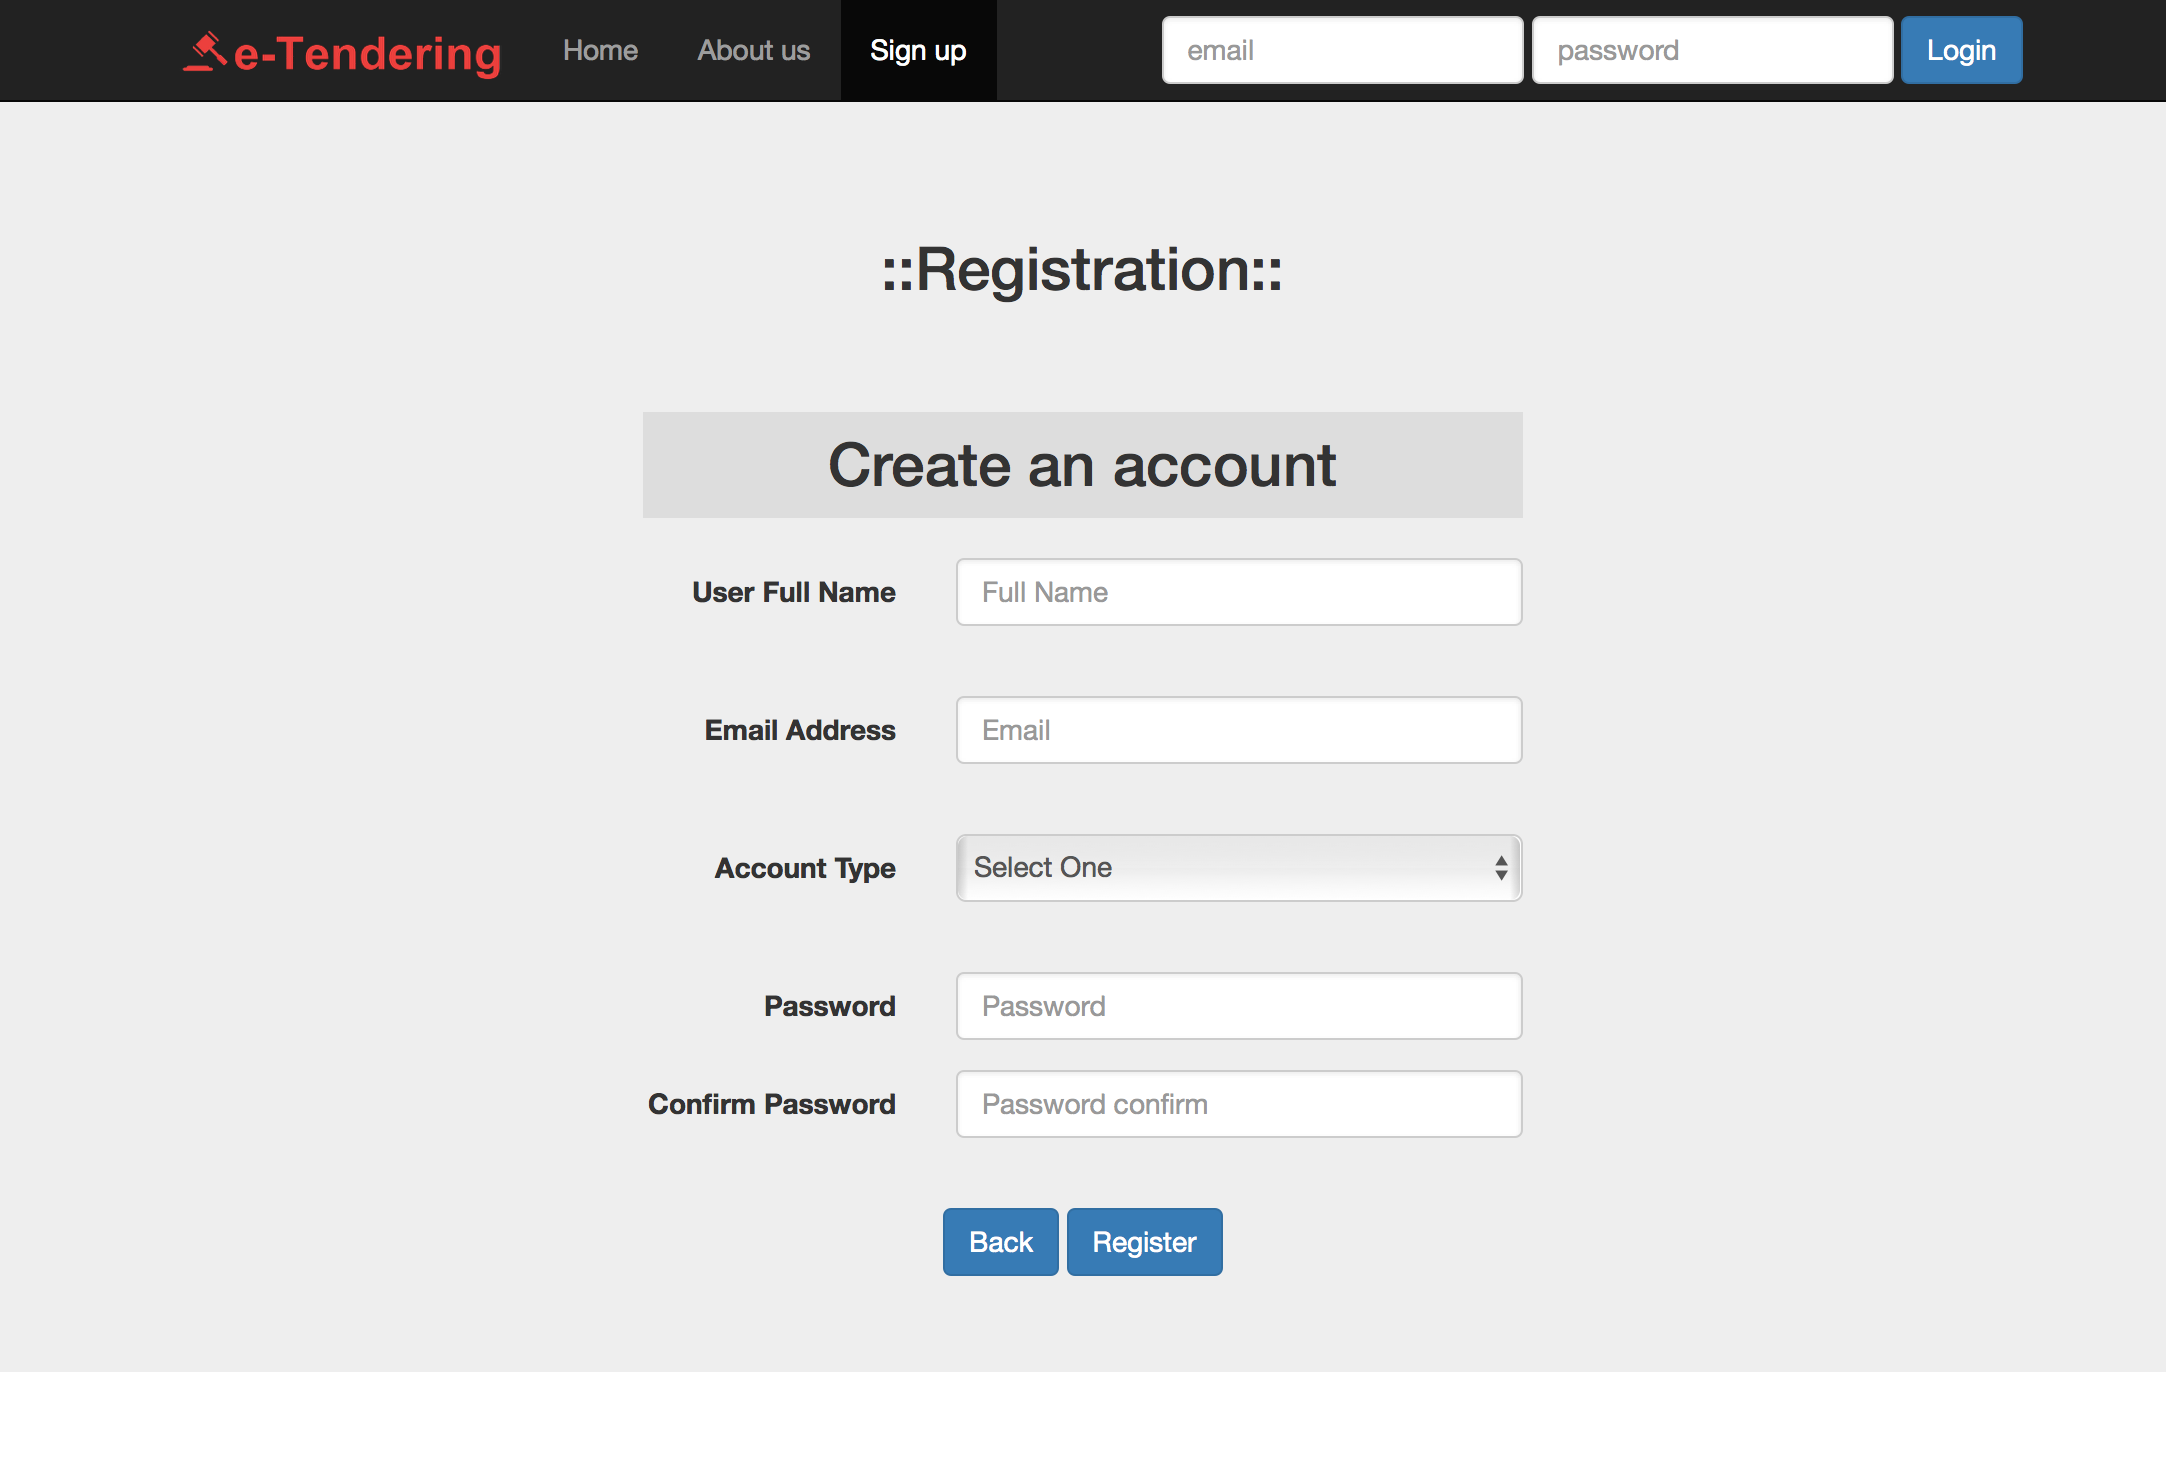 e-Tendering Home About us Sign up email password Login
::Registration::
Create an account
User Full Name Full Name
Email Address Email
Account Type Select One
Password Password
Confirm Password Password confirm
Back Register